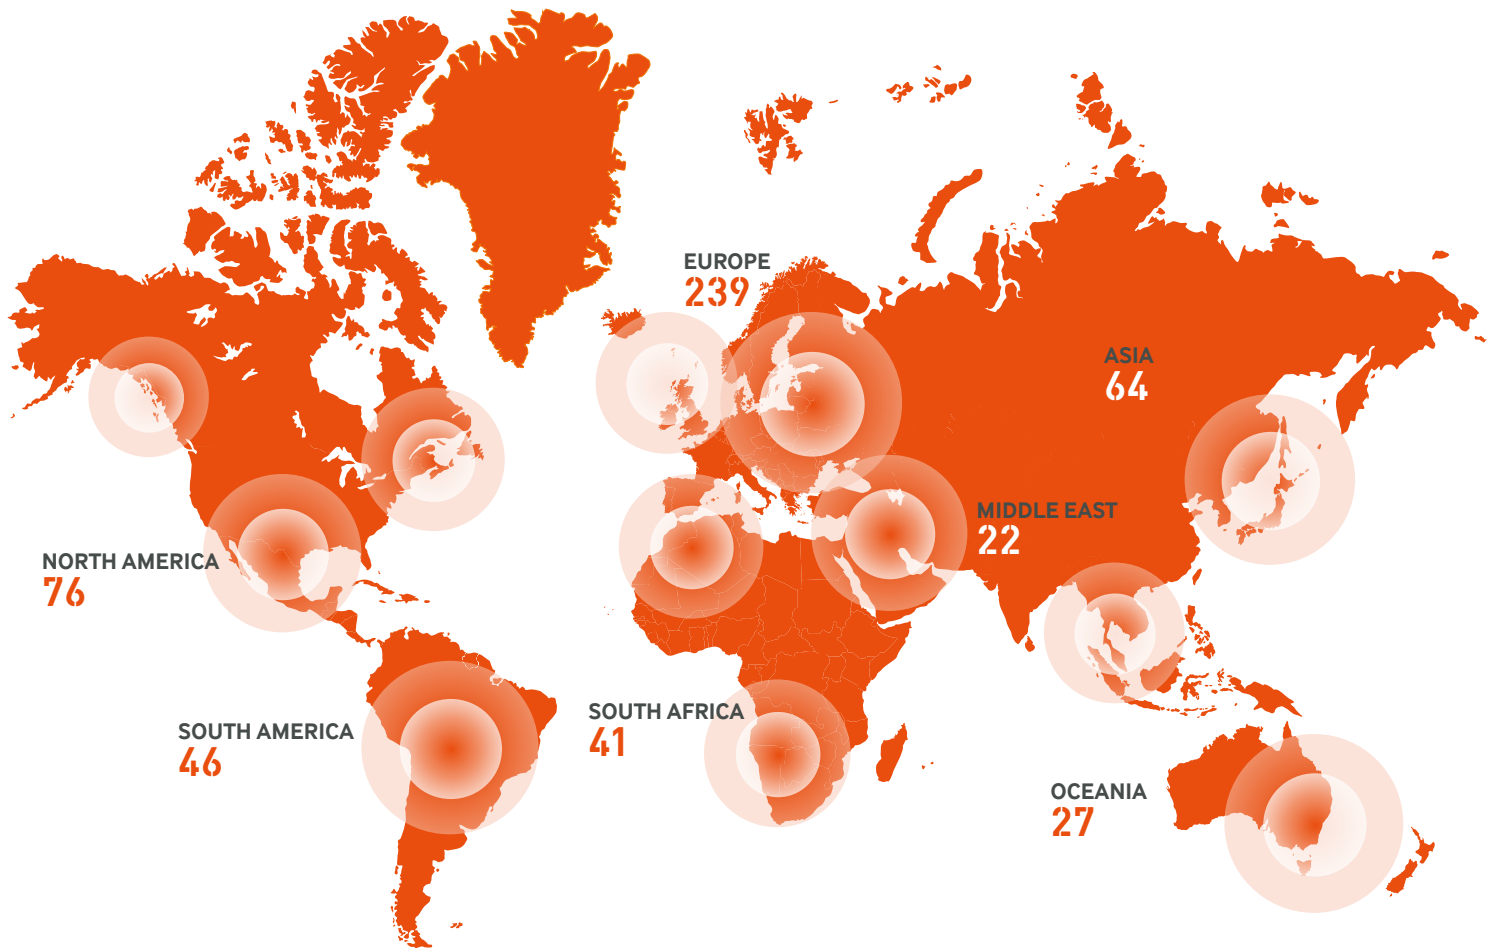 EUROPE
239
ASIA
64
MIDDLE EAST
22
NORTH AMERICA
76
SOUTH AFRICA
41
SOUTH AMERICA
46
OCEANIA
27